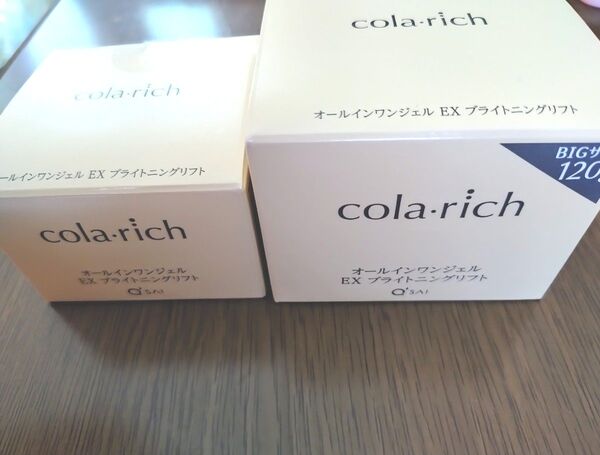 cola·rich
オールインワンジェル EX ブライトニングリフト
cola·rich
オールインワンジェル
EX ブライトニングリフト
Q'SAI
cola·rich
オールインワンジェル EX ブライトニングリフト
BIGサ
120g
cola·rich
オールインワンジェル
EX ブライトニングリフト
Q'SAI